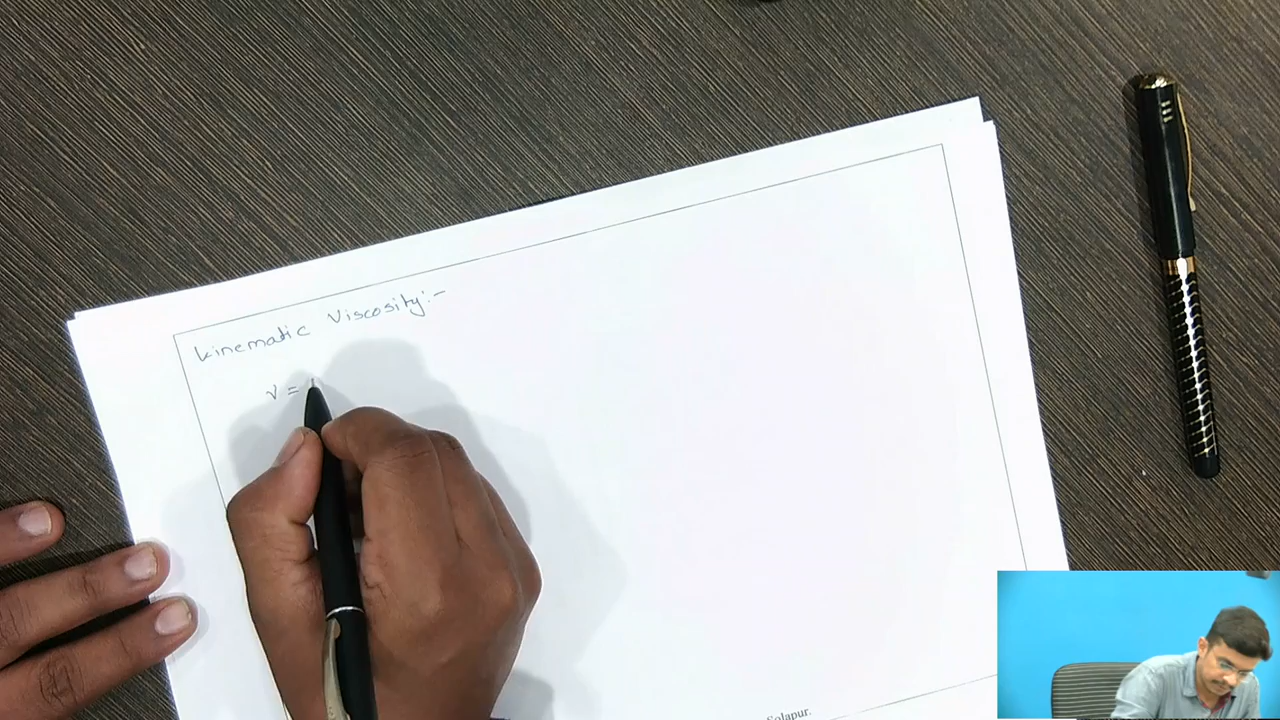 Kinematic Viscosity:-
ν =
Solapur.